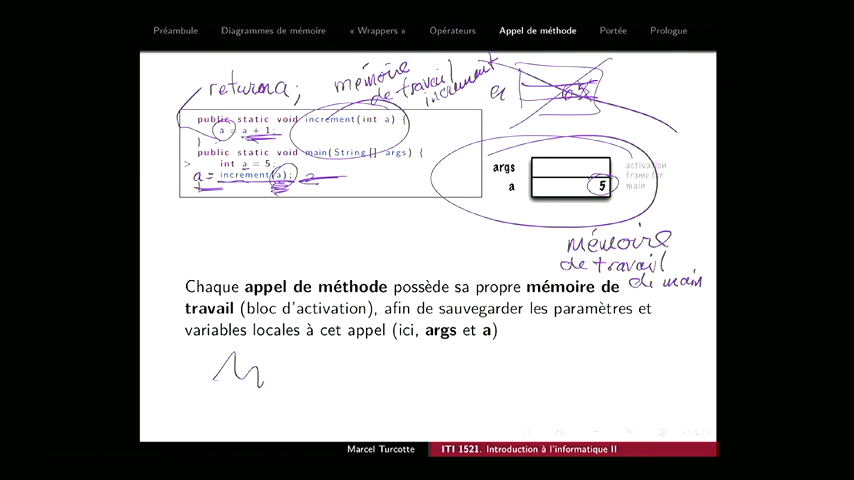 Préambule Diagrammes de mémoire « Wrappers » Opérateurs Appel de méthode Portée Prologue
return a;
mémoire
de travail
increment
a
public static void increment(int a) {
a = a + 1;
}
public static void main(String[] args) {
> int a = 5;
a = increment(a);
args
a 5
activation
frame for
main
mémoire
de travail
de main
Chaque appel de méthode possède sa propre mémoire de
travail (bloc d'activation), afin de sauvegarder les paramètres et
variables locales à cet appel (ici, args et a)
Marcel Turcotte ITI 1521. Introduction à l'informatique II